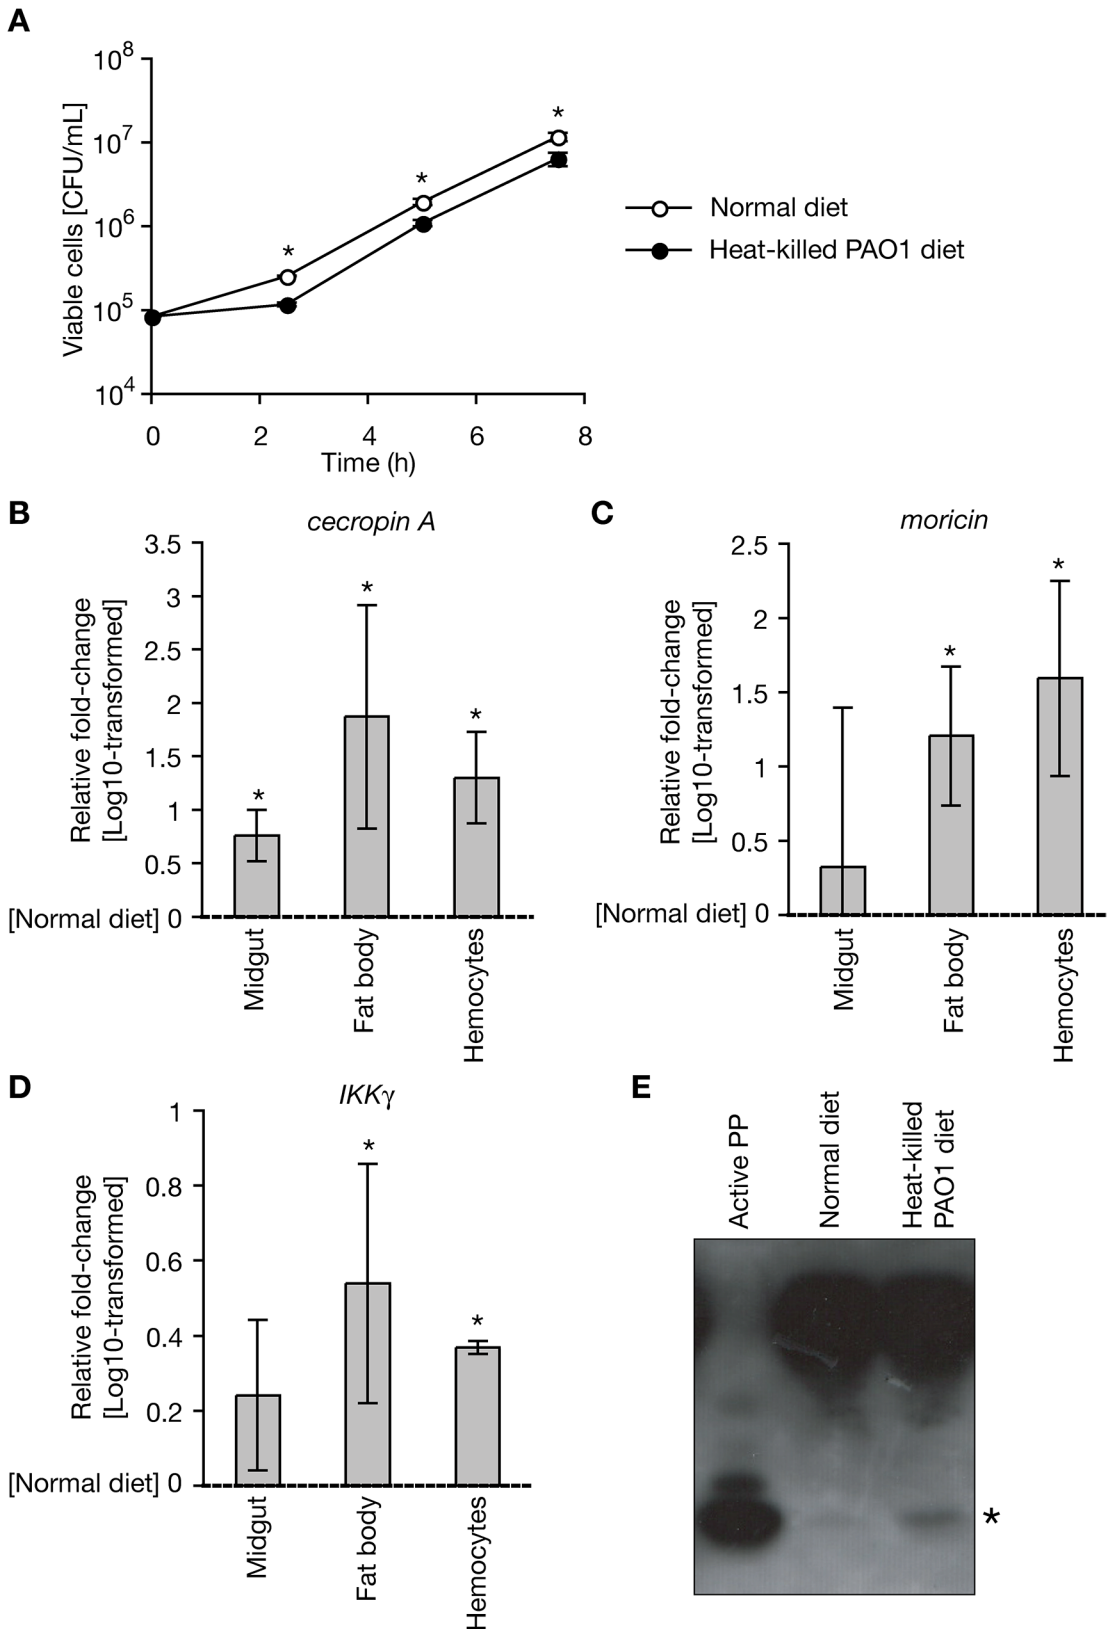 A
10^8
10^7
10^6
10^5
10^4
Viable cells [CFU/mL]
* * *
0 2 4 6 8
Time (h)
Normal diet
Heat-killed PAO1 diet
B
cecropin A
3.5
3
2.5
2
1.5
1
0.5
[Normal diet] 0
Relative fold-change
[Log10-transformed]
* * *
Midgut
Fat body
Hemocytes
C
moricin
2.5
2
1.5
1
0.5
[Normal diet] 0
Relative fold-change
[Log10-transformed]
* *
Midgut
Fat body
Hemocytes
D
IKKγ
1
0.8
0.6
0.4
0.2
[Normal diet] 0
Relative fold-change
[Log10-transformed]
* *
Midgut
Fat body
Hemocytes
E
Active PP
Normal diet
Heat-killed
PAO1 diet
*